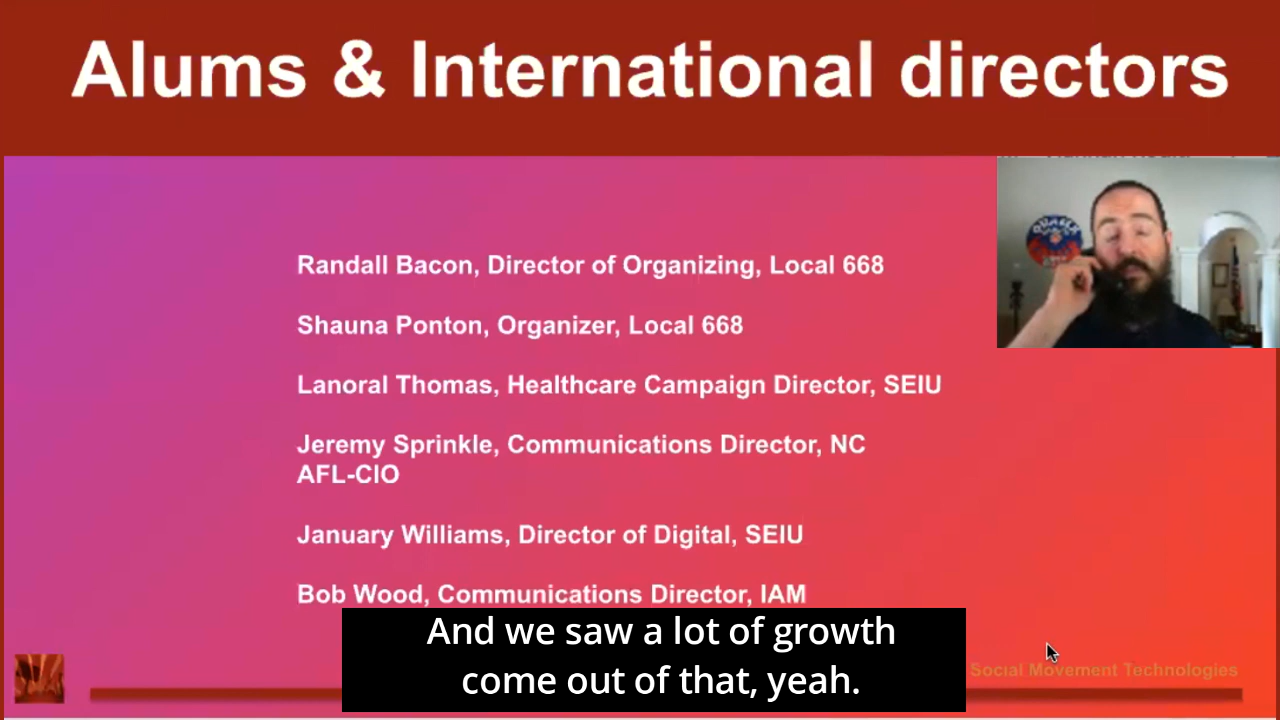 Alums & International directors
Randall Bacon, Director of Organizing, Local 668
Shauna Ponton, Organizer, Local 668
Lanoral Thomas, Healthcare Campaign Director, SEIU
Jeremy Sprinkle, Communications Director, NC
AFL-CIO
January Williams, Director of Digital, SEIU
Bob Wood, Communications Director, IAM
And we saw a lot of growth
come out of that, yeah.
Social Movement Technologies